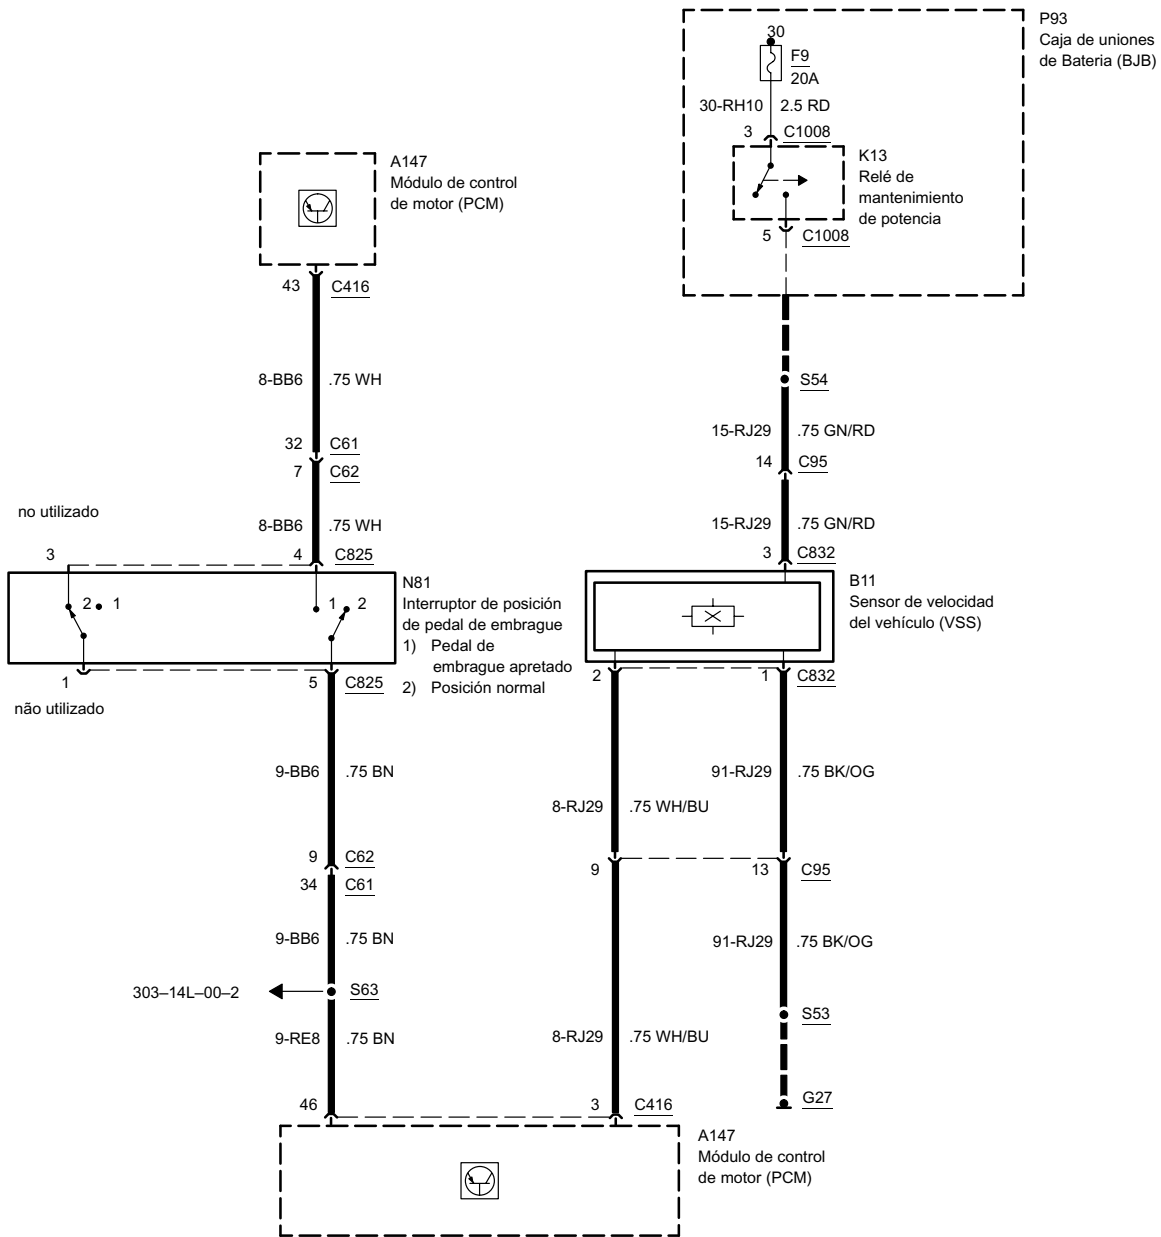 P93
Caja de uniones
de Bateria (BJB)
30
F9
20A
30-RH10 2.5 RD
3 C1008
K13
Relé de
mantenimiento
de potencia
5 C1008
A147
Módulo de control
de motor (PCM)
43 C416
8-BB6 .75 WH
32 C61
7 C62
8-BB6 .75 WH
no utilizado
3
4 C825
2 1
1 2
N81
Interruptor de posición
de pedal de embrague
1) Pedal de
embrague apretado
2) Posición normal
1
não utilizado
5 C825
S54
15-RJ29 .75 GN/RD
14 C95
15-RJ29 .75 GN/RD
3 C832
B11
Sensor de velocidad
del vehículo (VSS)
2
1 C832
9-BB6 .75 BN
91-RJ29 .75 BK/OG
8-RJ29 .75 WH/BU
9 C62
34 C61
9
13 C95
9-BB6 .75 BN
91-RJ29 .75 BK/OG
303–14L–00–2
S63
S53
9-RE8 .75 BN
8-RJ29 .75 WH/BU
G27
46
3 C416
A147
Módulo de control
de motor (PCM)